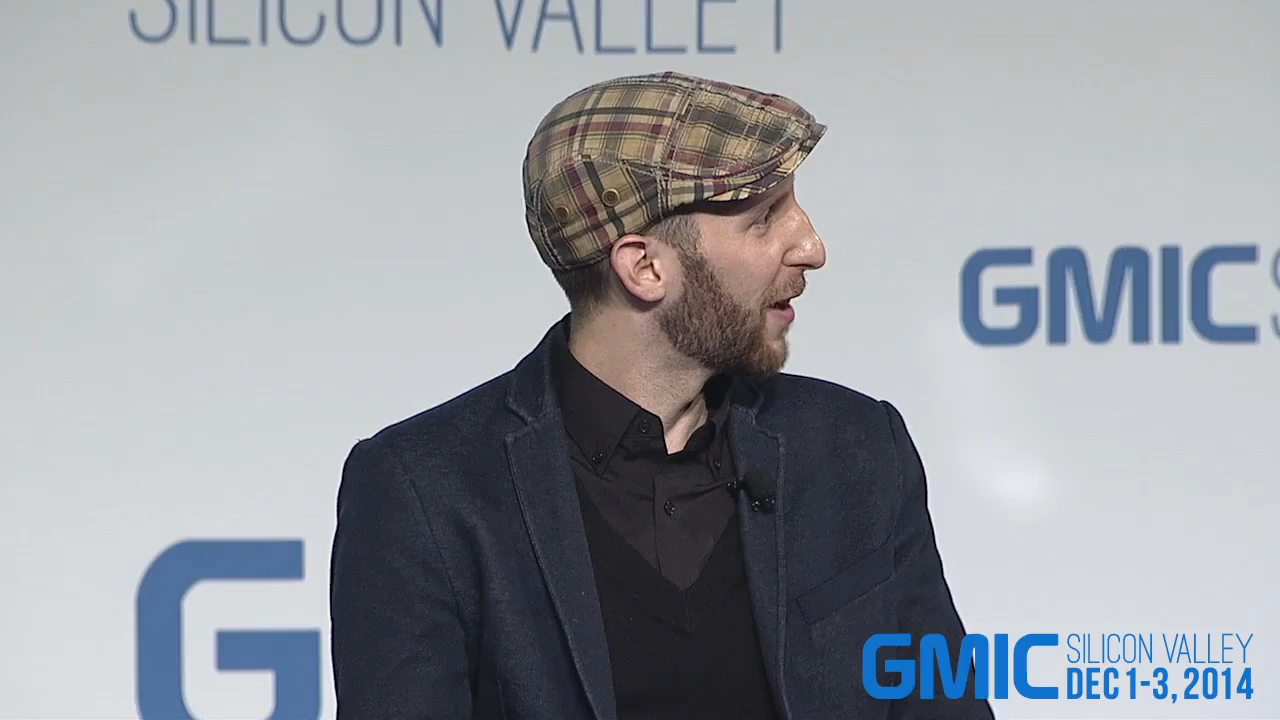 SILICON VALLEY
GMIC
G
GMIC SILICON VALLEY
DEC 1-3, 2014